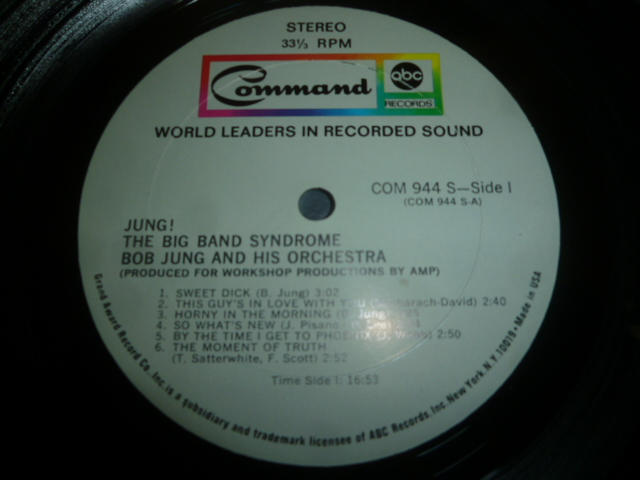 STEREO
33⅓ RPM
Command
abc
RECORDS
WORLD LEADERS IN RECORDED SOUND
COM 944 S—Side I
(COM 944 S-A)
JUNG!
THE BIG BAND SYNDROME
BOB JUNG AND HIS ORCHESTRA
(PRODUCED FOR WORKSHOP PRODUCTIONS BY AMP)
1. SWEET DICK (B. Jung) 3:02
2. THIS GUY'S IN LOVE WITH YOU 2:40
3. HORNY IN THE MORNING
4. SO WHAT'S NEW (J. Pisano
5. BY THE TIME I GET TO PHOENIX 2:50
6. THE MOMENT OF TRUTH
(T. Satterwhite, F. Scott) 2:52
Time Side I: 16:53
Grand Award Record Co., Inc. is a subsidiary and trademark licensee of ABC Records, Inc. New York, N.Y. 10019 • Made in USA